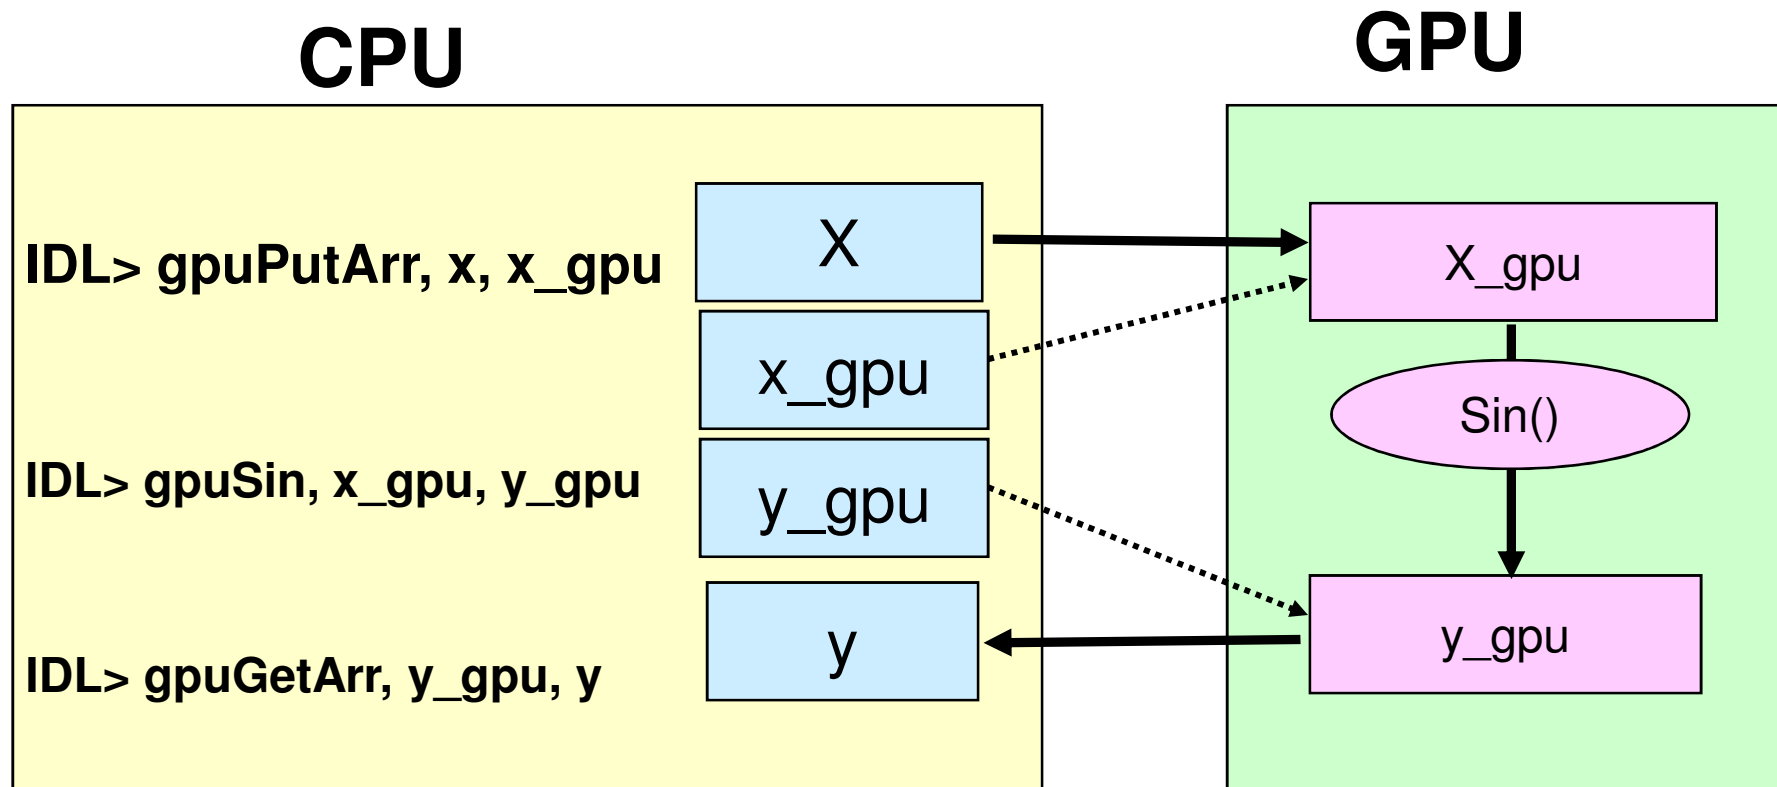 CPU
GPU
IDL> gpuPutArr, x, x_gpu
X
X_gpu
x_gpu
Sin()
IDL> gpuSin, x_gpu, y_gpu
y_gpu
y_gpu
IDL> gpuGetArr, y_gpu, y
y